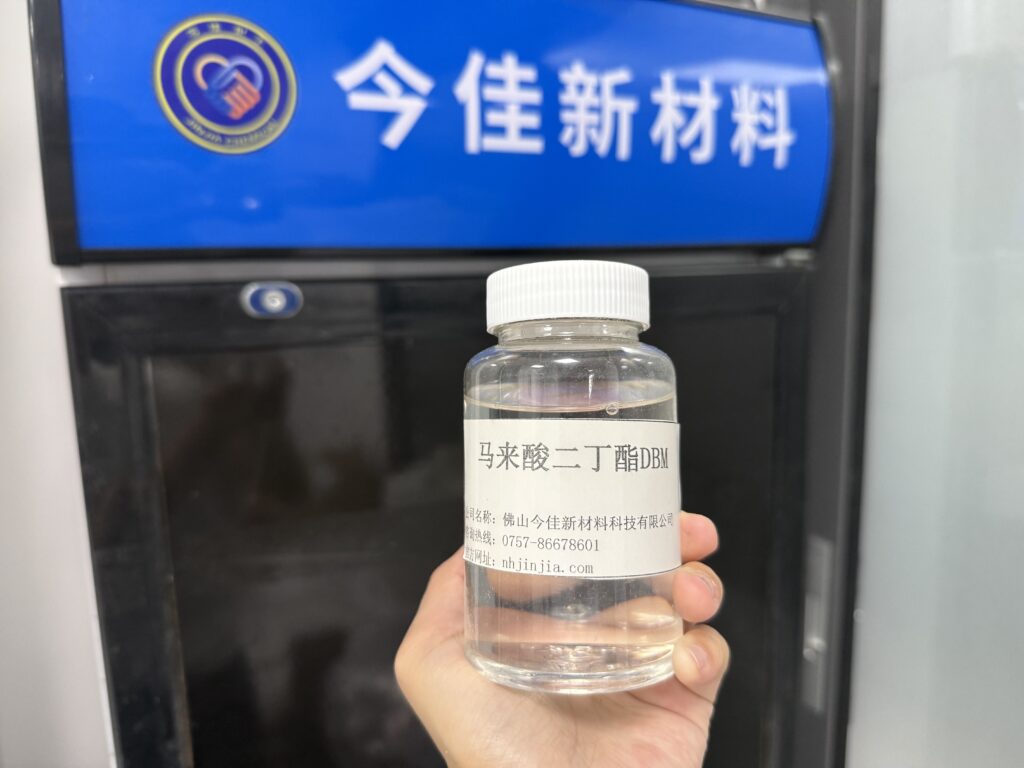 今佳新材料
马来酸二丁酯DBM
公司名称：佛山今佳新材料科技有限公司
热线：0757-86678601
网址：nhjinjia.com